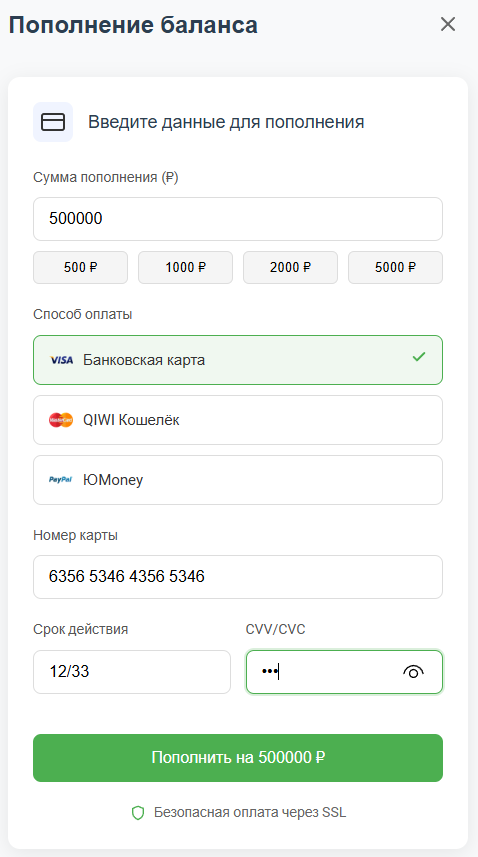 Пополнение баланса
Введите данные для пополнения
Сумма пополнения (₽)
500000
500 ₽ 1000 ₽ 2000 ₽ 5000 ₽
Способ оплаты
VISA Банковская карта
MasterCard QIWI Кошелёк
PayPal ЮMoney
Номер карты
6356 5346 4356 5346
Срок действия CVV/CVC
12/33 •••
Пополнить на 500000 ₽
Безопасная оплата через SSL